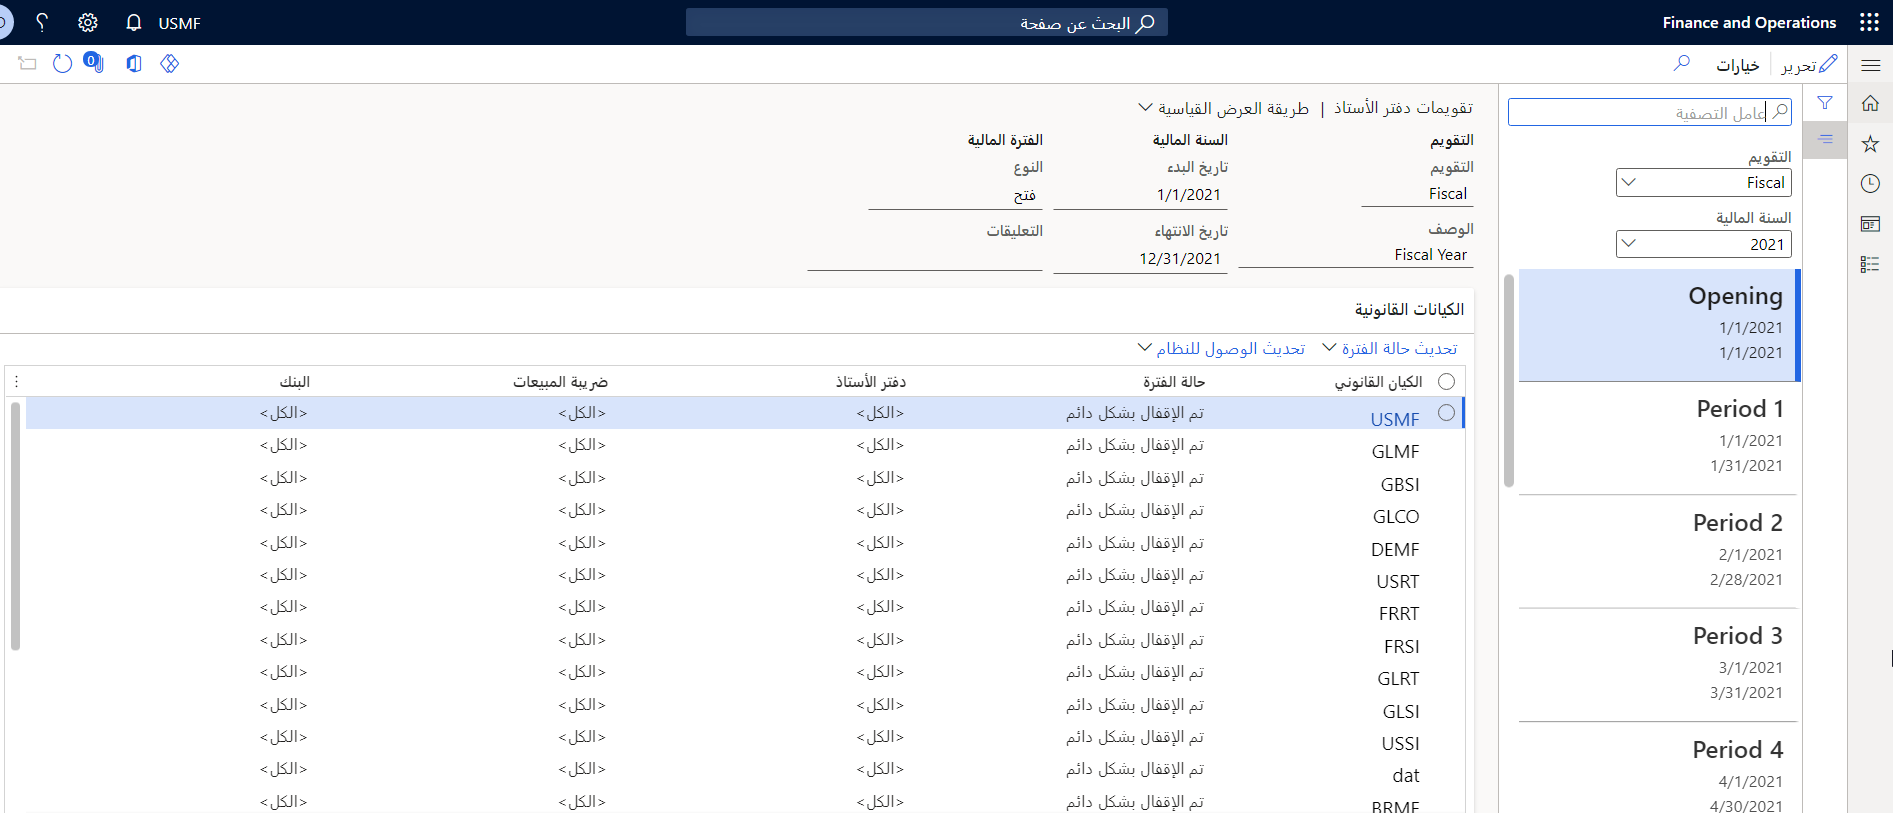 Finance and Operations
البحث عن صفحة
USMF
؟
تحرير
خيارات
0
عامل التصفية
التقويم
Fiscal
السنة المالية
2021
Opening
1/1/2021
1/1/2021
Period 1
1/1/2021
1/31/2021
Period 2
2/1/2021
2/28/2021
Period 3
3/1/2021
3/31/2021
Period 4
4/1/2021
4/30/2021
تقويمات دفتر الأستاذ | طريقة العرض القياسية
التقويم السنة المالية الفترة المالية
التقويم تاريخ البدء النوع
Fiscal 1/1/2021 فتح
الوصف تاريخ الانتهاء التعليقات
Fiscal Year 12/31/2021
الكيانات القانونية
تحديث حالة الفترة تحديث الوصول للنظام
الكيان القانوني حالة الفترة دفتر الأستاذ ضريبة المبيعات البنك
USMF تم الإقفال بشكل دائم <الكل> <الكل> <الكل>
GLMF تم الإقفال بشكل دائم <الكل> <الكل> <الكل>
GBSI تم الإقفال بشكل دائم <الكل> <الكل> <الكل>
GLCO تم الإقفال بشكل دائم <الكل> <الكل> <الكل>
DEMF تم الإقفال بشكل دائم <الكل> <الكل> <الكل>
USRT تم الإقفال بشكل دائم <الكل> <الكل> <الكل>
FRRT تم الإقفال بشكل دائم <الكل> <الكل> <الكل>
FRSI تم الإقفال بشكل دائم <الكل> <الكل> <الكل>
GLRT تم الإقفال بشكل دائم <الكل> <الكل> <الكل>
GLSI تم الإقفال بشكل دائم <الكل> <الكل> <الكل>
USSI تم الإقفال بشكل دائم <الكل> <الكل> <الكل>
dat تم الإقفال بشكل دائم <الكل> <الكل> <الكل>
BRMF تم الإقفال بشكل دائم <الكل> <الكل> <الكل>